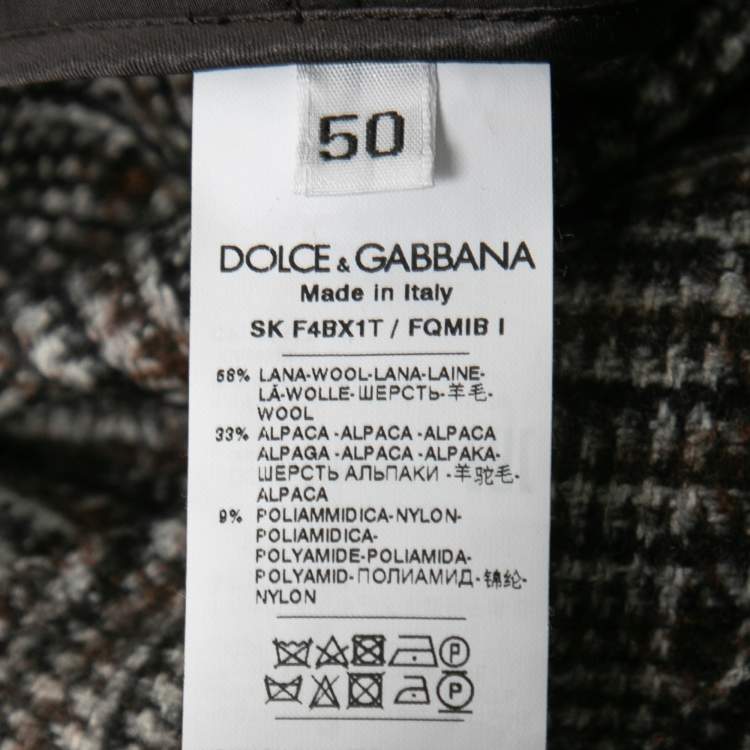 50
DOLCE & GABBANA
Made in Italy
SK F4BX1T / FQMIB I
58% LANA-WOOL-LANA-LAINE-
LÃ-WOLLE-ШЕРСТЬ-羊毛-
WOOL
33% ALPACA -ALPACA -ALPACA
ALPAGA -ALPACA -ALPAKA-
ШЕРСТЬ АЛЬПАКИ -羊驼毛-
ALPACA
9% POLIAMMIDICA-NYLON-
POLIAMIDICA-
POLYAMIDE-POLIAMIDA-
POLYAMID-ПОЛИАМИД-锦纶-
NYLON
P
P